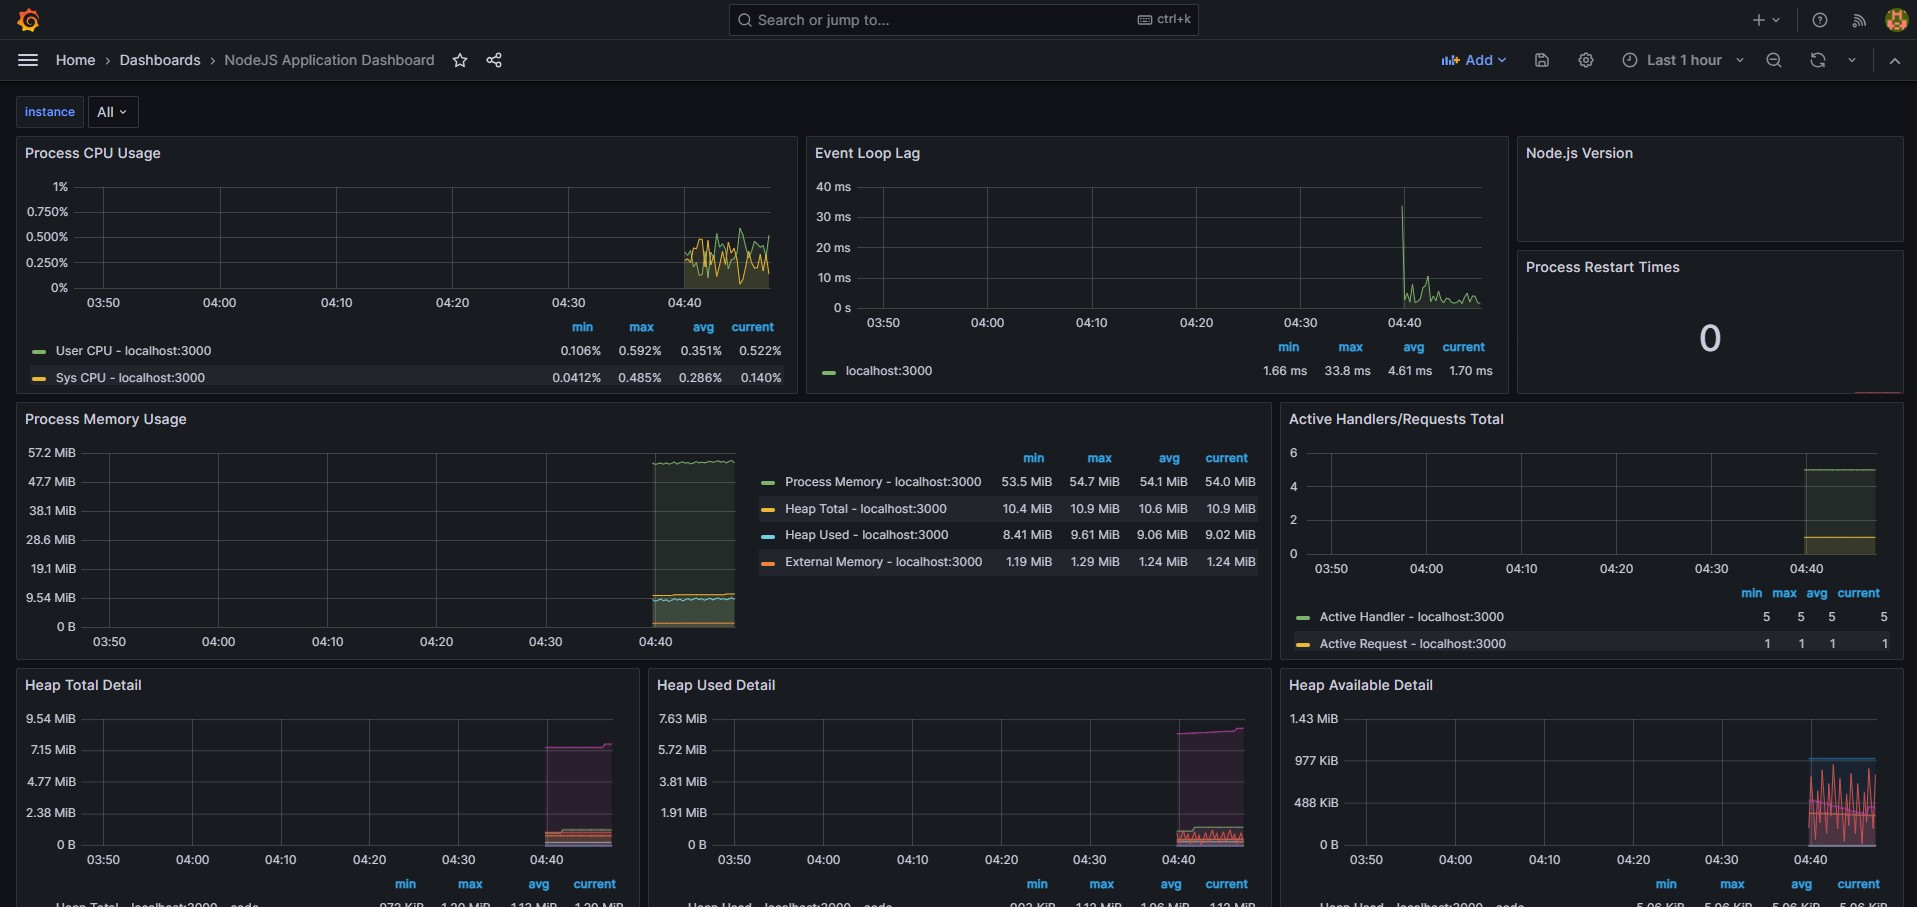 Search or jump to... ctrl+k
Home › Dashboards › NodeJS Application Dashboard Add Last 1 hour
instance All
Process CPU Usage
1%
0.750%
0.500%
0.250%
0%
03:50 04:00 04:10 04:20 04:30 04:40
min max avg current
User CPU - localhost:3000 0.106% 0.592% 0.351% 0.522%
Sys CPU - localhost:3000 0.0412% 0.485% 0.286% 0.140%
Event Loop Lag
40 ms
30 ms
20 ms
10 ms
0 s
03:50 04:00 04:10 04:20 04:30 04:40
min max avg current
localhost:3000 1.66 ms 33.8 ms 4.61 ms 1.70 ms
Node.js Version
Process Restart Times
0
Process Memory Usage
57.2 MiB
47.7 MiB
38.1 MiB
28.6 MiB
19.1 MiB
9.54 MiB
0 B
03:50 04:00 04:10 04:20 04:30 04:40
min max avg current
Process Memory - localhost:3000 53.5 MiB 54.7 MiB 54.1 MiB 54.0 MiB
Heap Total - localhost:3000 10.4 MiB 10.9 MiB 10.6 MiB 10.9 MiB
Heap Used - localhost:3000 8.41 MiB 9.61 MiB 9.06 MiB 9.02 MiB
External Memory - localhost:3000 1.19 MiB 1.29 MiB 1.24 MiB 1.24 MiB
Active Handlers/Requests Total
6
4
2
0
03:50 04:00 04:10 04:20 04:30 04:40
min max avg current
Active Handler - localhost:3000 5 5 5 5
Active Request - localhost:3000 1 1 1 1
Heap Total Detail
9.54 MiB
7.15 MiB
4.77 MiB
2.38 MiB
0 B
03:50 04:00 04:10 04:20 04:30 04:40
min max avg current
Heap Total - localhost:3000 - code
Heap Used Detail
7.63 MiB
5.72 MiB
3.81 MiB
1.91 MiB
0 B
03:50 04:00 04:10 04:20 04:30 04:40
min max avg current
Heap Used - localhost:3000 - code
Heap Available Detail
1.43 MiB
977 KiB
488 KiB
0 B
03:50 04:00 04:10 04:20 04:30 04:40
min max avg current
Heap Used - localhost:3000 - code